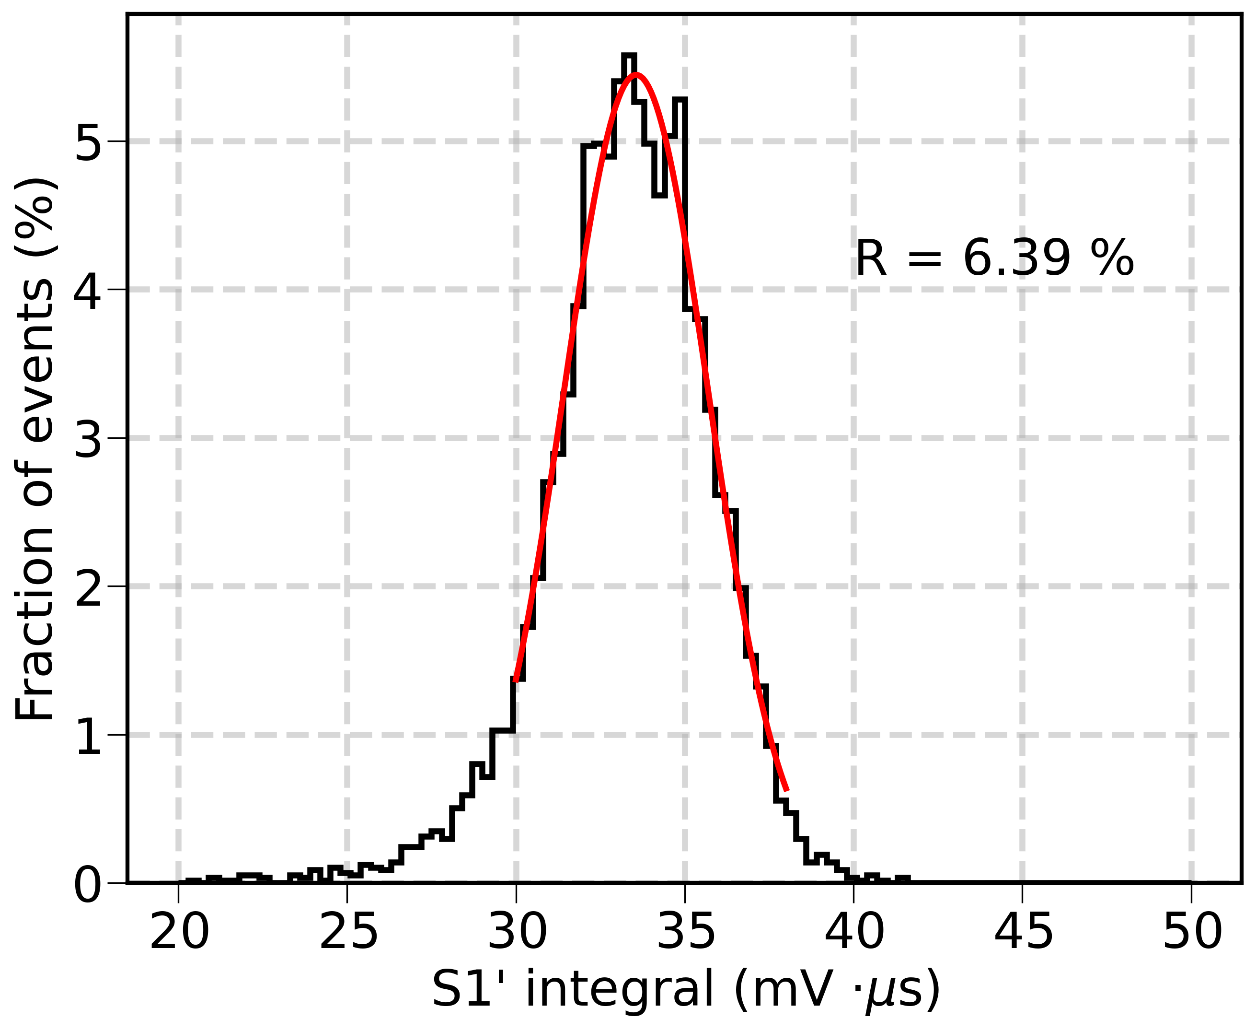 Fraction of events (%)
5
4
3
2
1
0
R = 6.39 %
20 25 30 35 40 45 50
S1' integral (mV ·μs)